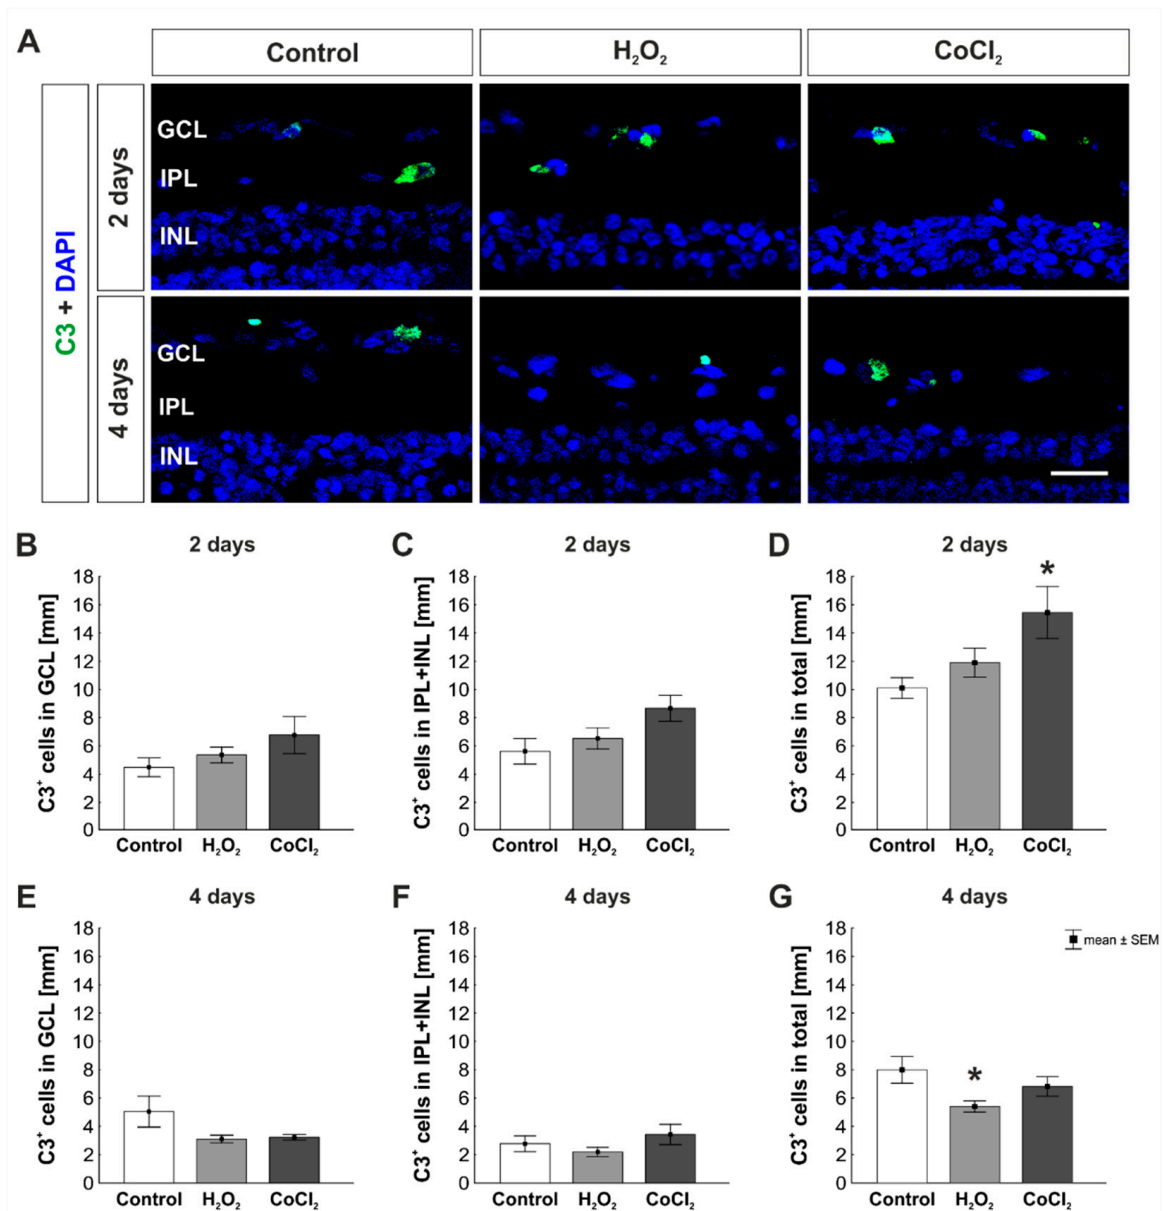 A
Control
H₂O₂
CoCl₂
C3 + DAPI
2 days
GCL
IPL
INL
4 days
GCL
IPL
INL
B
2 days
C3⁺ cells in GCL [mm]
18
16
14
12
10
8
6
4
2
0
Control H₂O₂ CoCl₂
C
2 days
C3⁺ cells in IPL+INL [mm]
18
16
14
12
10
8
6
4
2
0
Control H₂O₂ CoCl₂
D
2 days
C3⁺ cells in total [mm]
18
16
14
12
10
8
6
4
2
0
*
Control H₂O₂ CoCl₂
E
4 days
C3⁺ cells in GCL [mm]
18
16
14
12
10
8
6
4
2
0
Control H₂O₂ CoCl₂
F
4 days
C3⁺ cells in IPL+INL [mm]
18
16
14
12
10
8
6
4
2
0
Control H₂O₂ CoCl₂
G
4 days
C3⁺ cells in total [mm]
18
16
14
12
10
8
6
4
2
0
*
mean ± SEM
Control H₂O₂ CoCl₂